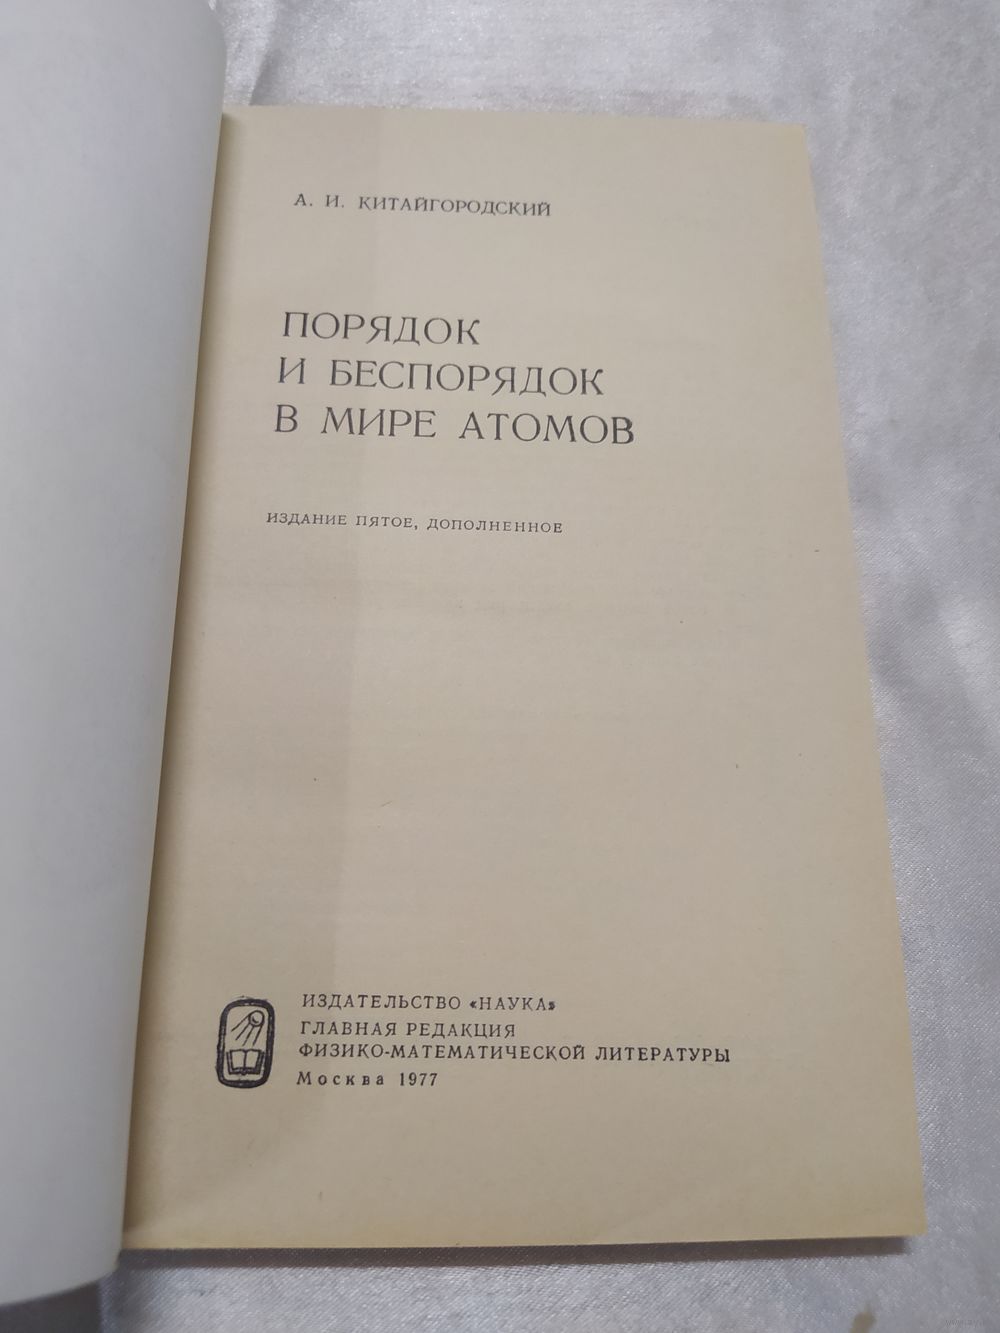 А. И. КИТАЙГОРОДСКИЙ
ПОРЯДОК
И БЕСПОРЯДОК
В МИРЕ АТОМОВ
ИЗДАНИЕ ПЯТОЕ, ДОПОЛНЕННОЕ
ИЗДАТЕЛЬСТВО «НАУКА»
ГЛАВНАЯ РЕДАКЦИЯ
ФИЗИКО-МАТЕМАТИЧЕСКОЙ ЛИТЕРАТУРЫ
Москва 1977